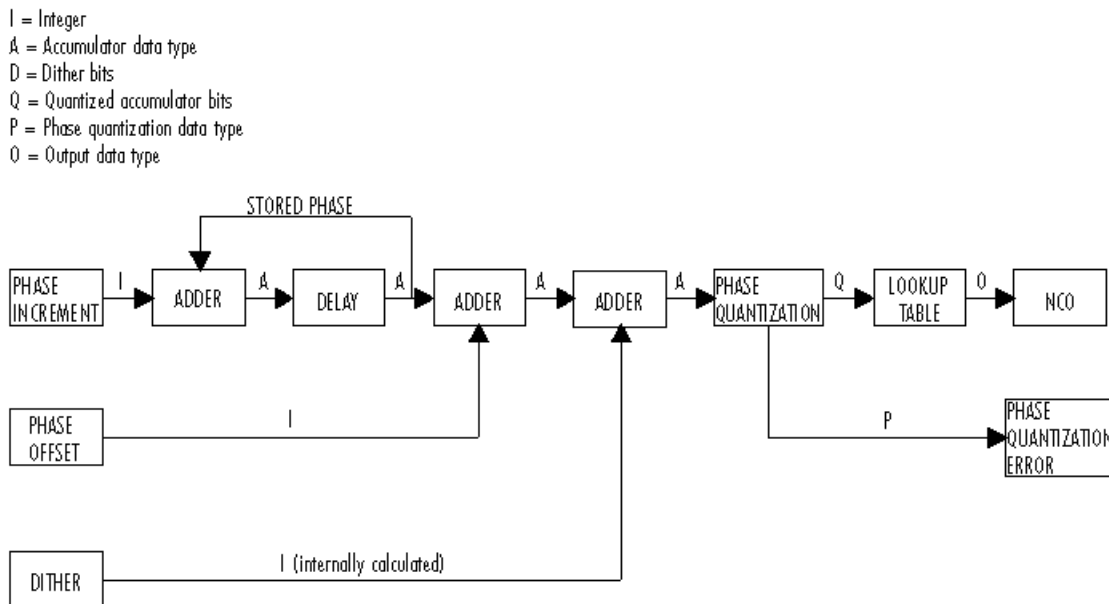 I = Integer
A = Accumulator data type
D = Dither bits
Q = Quantized accumulator bits
P = Phase quantization data type
O = Output data type
STORED PHASE
PHASE
INCREMENT
I
ADDER
A
DELAY
A
ADDER
A
ADDER
A
PHASE
QUANTIZATION
Q
LOOKUP
TABLE
O
NCO
PHASE
OFFSET
I
P
PHASE
QUANTIZATION
ERROR
DITHER
I (internally calculated)